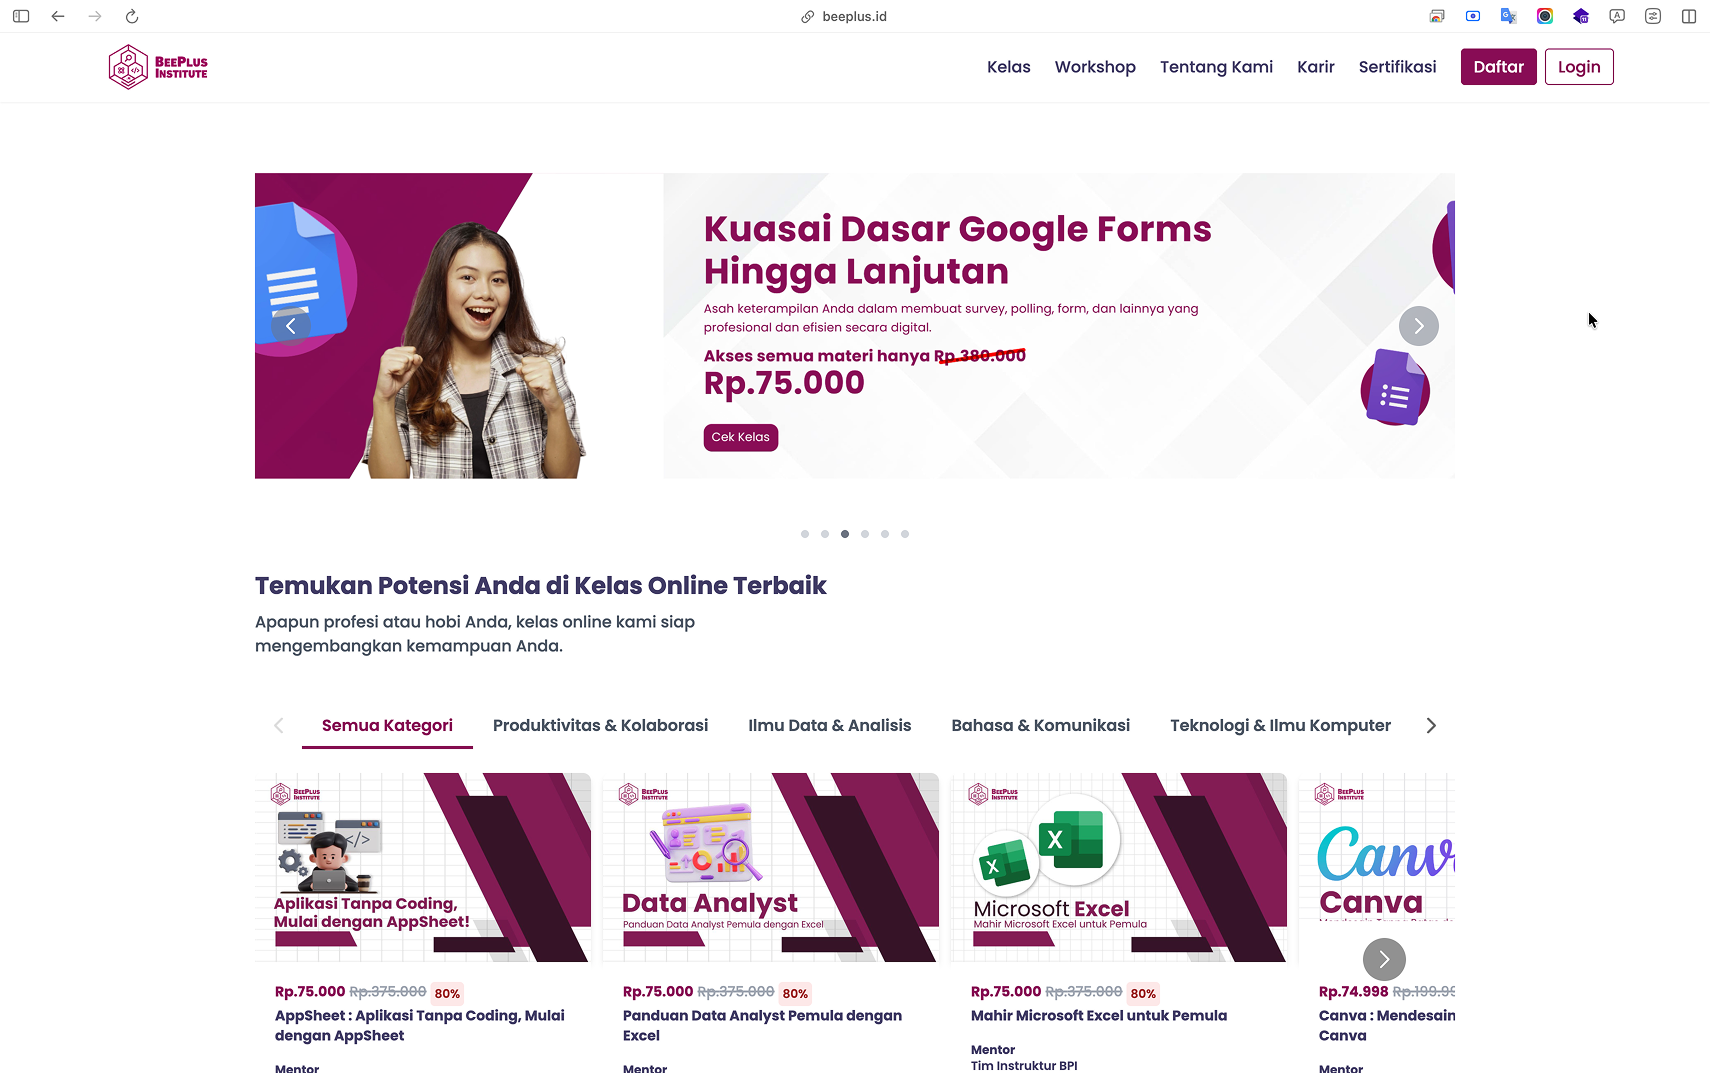 beeplus.id
BEEPLUS
INSTITUTE
Kelas
Workshop
Tentang Kami
Karir
Sertifikasi
Daftar
Login
Kuasai Dasar Google Forms
Hingga Lanjutan
Asah keterampilan Anda dalam membuat survey, polling, form, dan lainnya yang
profesional dan efisien secara digital.
Akses semua materi hanya Rp.380.000
Rp.75.000
Cek Kelas
Temukan Potensi Anda di Kelas Online Terbaik
Apapun profesi atau hobi Anda, kelas online kami siap
mengembangkan kemampuan Anda.
Semua Kategori
Produktivitas & Kolaborasi
Ilmu Data & Analisis
Bahasa & Komunikasi
Teknologi & Ilmu Komputer
BEEPLUS
INSTITUTE
Aplikasi Tanpa Coding,
Mulai dengan AppSheet!
Rp.75.000 Rp.375.000 80%
AppSheet : Aplikasi Tanpa Coding, Mulai
dengan AppSheet
Mentor
BEEPLUS
INSTITUTE
Data Analyst
Panduan Data Analyst Pemula dengan Excel
Rp.75.000 Rp.375.000 80%
Panduan Data Analyst Pemula dengan
Excel
Mentor
BEEPLUS
INSTITUTE
Microsoft Excel
Mahir Microsoft Excel untuk Pemula
Rp.75.000 Rp.375.000 80%
Mahir Microsoft Excel untuk Pemula
Mentor
Tim Instruktur BPI
BEEPLUS
INSTITUTE
Canv
Canva
Rp.74.998 Rp.199.99
Canva : Mendesain
Canva
Mentor